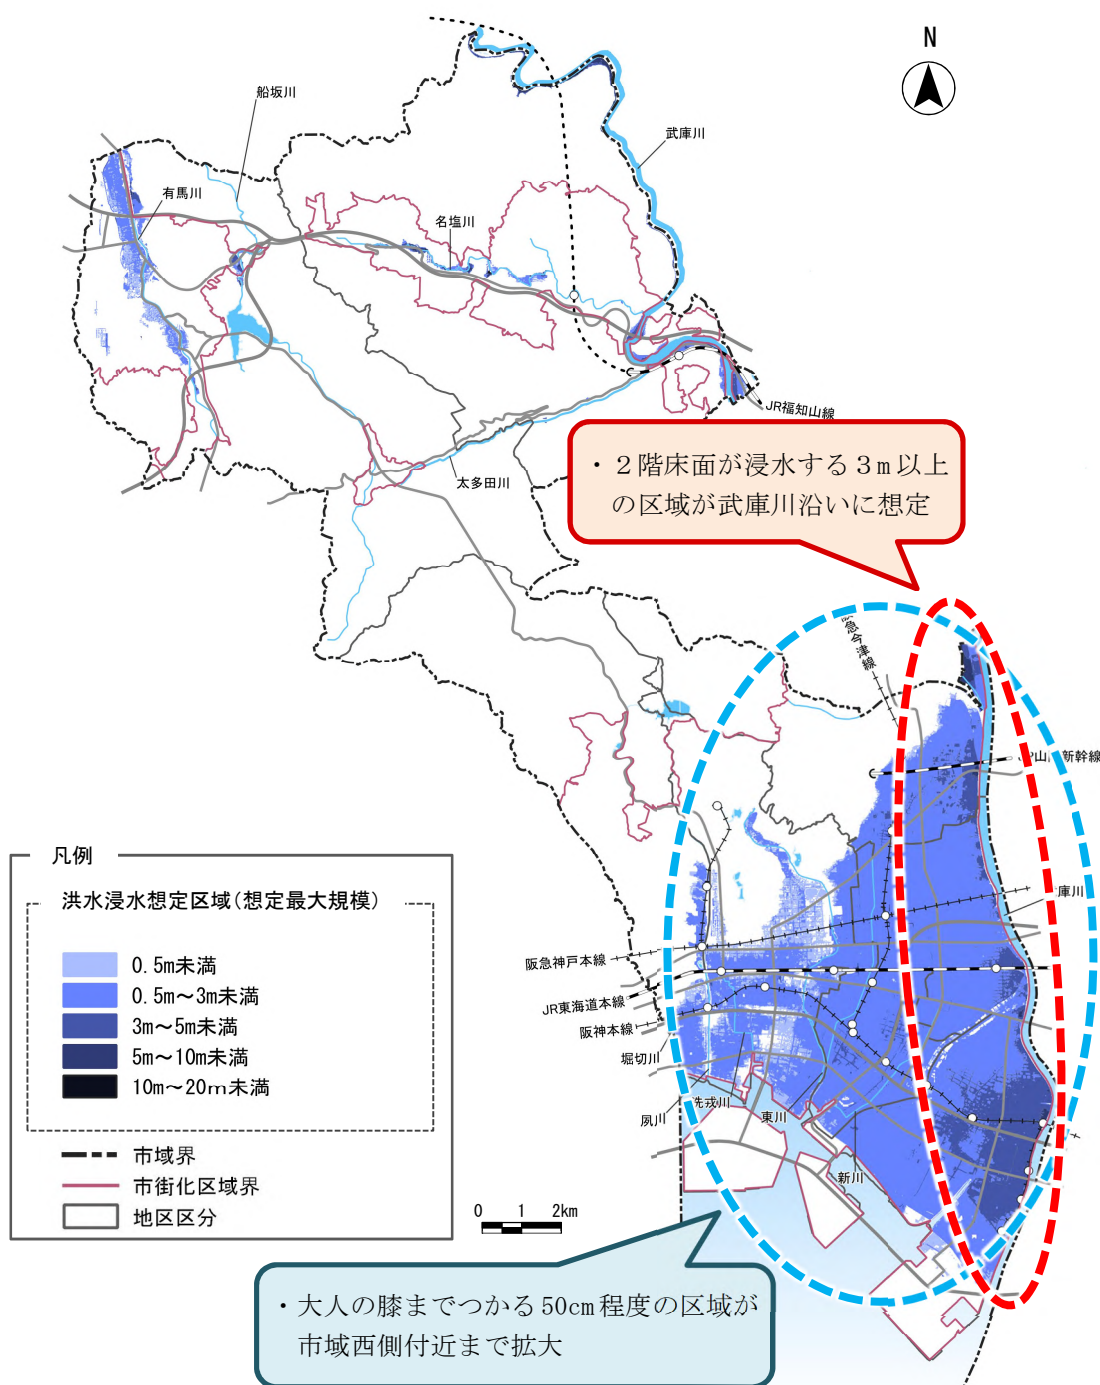 N
船坂川
武庫川
有馬川
名塩川
JR福知山線
太多田川
・２階床面が浸水する３ｍ以上
の区域が武庫川沿いに想定
急今津線
新幹線
庫川
阪急神戸本線
JR東海道本線
阪神本線
堀切川
夙川
洗戎川
東川
新川
凡例
洪水浸水想定区域(想定最大規模)
0.5m未満
0.5m～3m未満
3m～5m未満
5m～10m未満
10m～20m未満
市域界
市街化区域界
地区区分
0 1 2km
・大人の膝までつかる50cm程度の区域が
市域西側付近まで拡大